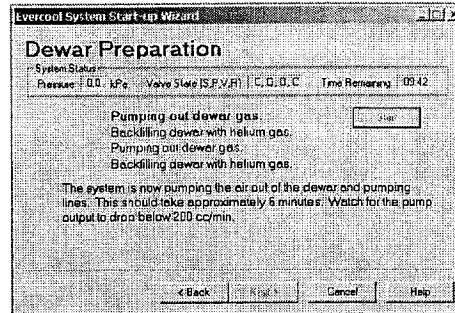 Evercool System Start-up Wizard
Dewar Preparation
System Status
Pressure 0.0 kPa Valve State (S,P,V,R) C, O, O, C Time Remaining 09:42
Pumping out dewar gas.
Start
Backfilling dewar with helium gas.
Pumping out dewar gas.
Backfilling dewar with helium gas.
The system is now pumping the air out of the dewar and pumping
lines. This should take approximately 6 minutes. Watch for the pump
output to drop below 200 cc/min.
< Back Next > Cancel Help